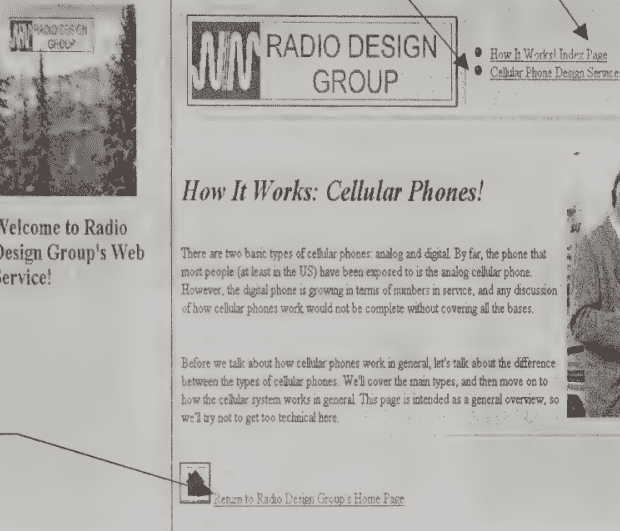 RADIO DESIGN
GROUP
Welcome to Radio
Design Group's Web
Service!
RADIO DESIGN
GROUP
How It Works! Index Page
Cellular Phone Design Services
How It Works: Cellular Phones!
There are two basic types of cellular phones: analog and digital. By far, the phone that
most people (at least in the US) have been exposed to is the analog cellular phone.
However, the digital phone is growing in terms of numbers in service, and any discussion
of how cellular phones work would not be complete without covering all the bases.
Before we talk about how cellular phones work in general, let's talk about the difference
between the types of cellular phones. We'll cover the main types, and then move on to
how the cellular system works in general. This page is intended as a general overview, so
we'll try not to get too technical here.
Return to Radio Design Group's Home Page